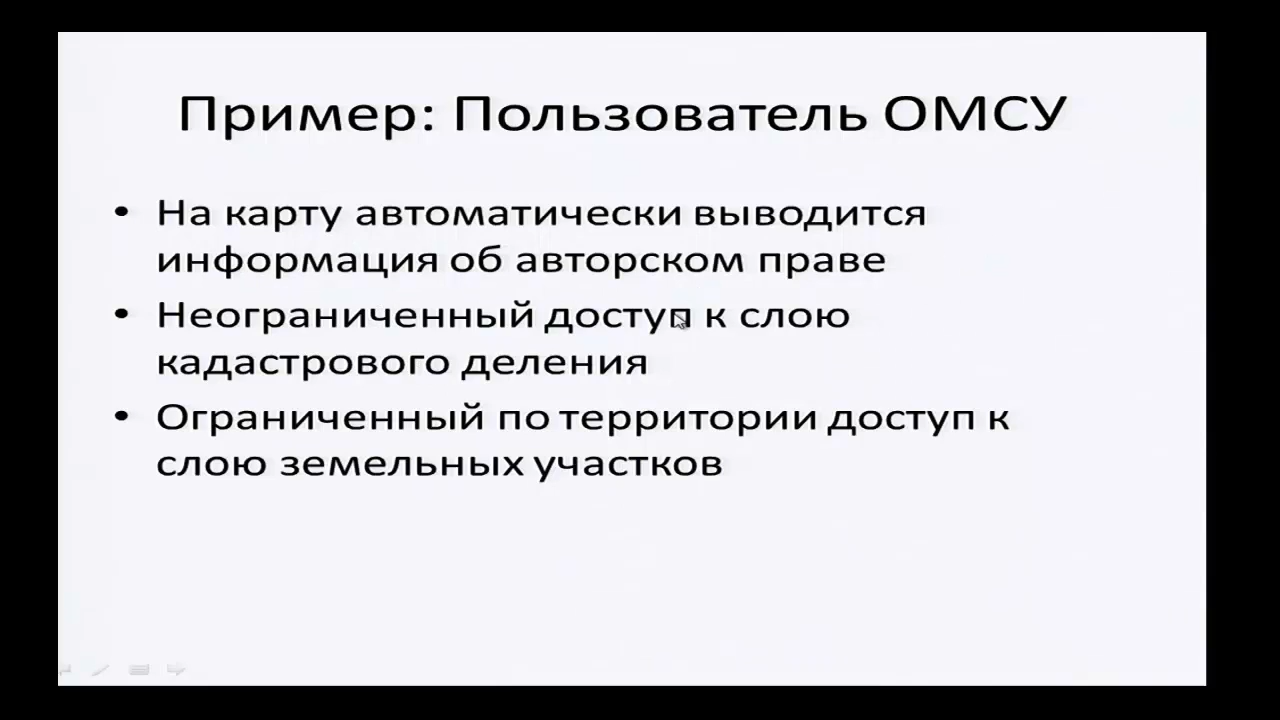 Пример: Пользователь ОМСУ
• На карту автоматически выводится
информация об авторском праве
• Неограниченный доступ к слою
кадастрового деления
• Ограниченный по территории доступ к
слою земельных участков